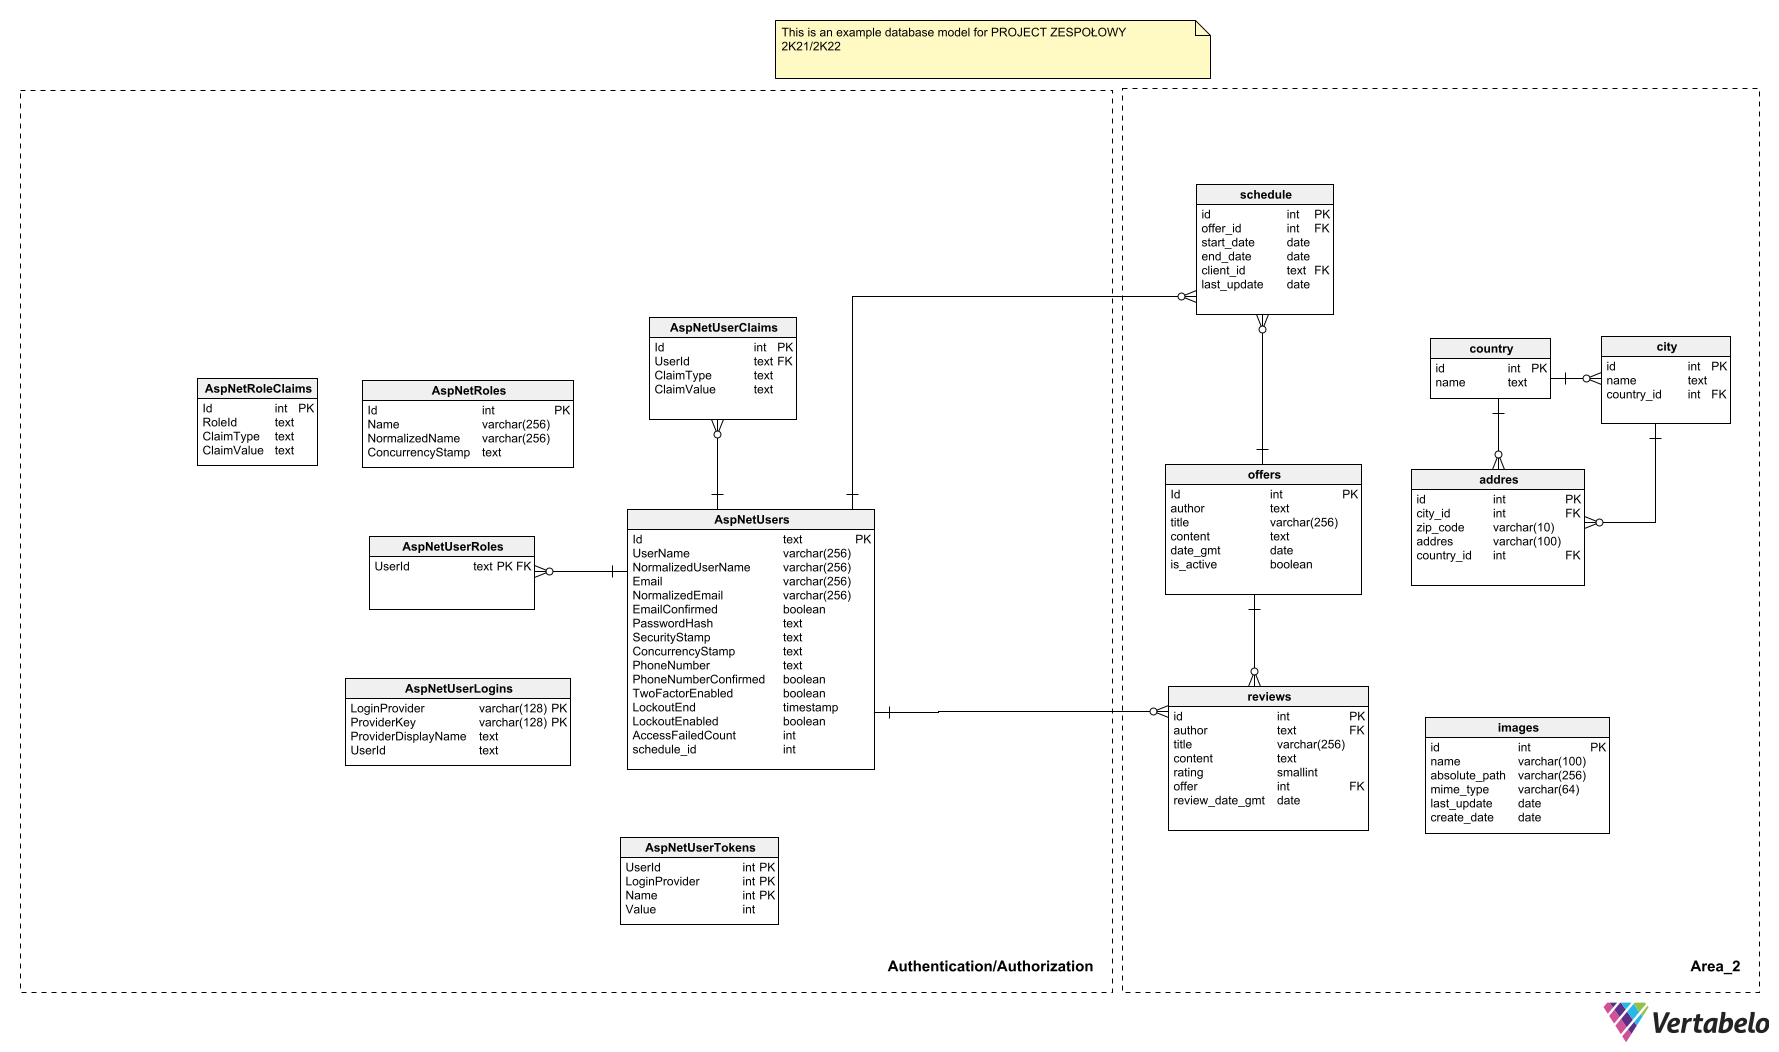 This is an example database model for PROJECT ZESPOŁOWY
2K21/2K22
AspNetRoleClaims
Id int PK
RoleId text
ClaimType text
ClaimValue text
AspNetRoles
Id int PK
Name varchar(256)
NormalizedName varchar(256)
ConcurrencyStamp text
AspNetUserClaims
Id int PK
UserId text FK
ClaimType text
ClaimValue text
AspNetUserRoles
UserId text PK FK
AspNetUsers
Id text PK
UserName varchar(256)
NormalizedUserName varchar(256)
Email varchar(256)
NormalizedEmail varchar(256)
EmailConfirmed boolean
PasswordHash text
SecurityStamp text
ConcurrencyStamp text
PhoneNumber text
PhoneNumberConfirmed boolean
TwoFactorEnabled boolean
LockoutEnd timestamp
LockoutEnabled boolean
AccessFailedCount int
schedule_id int
AspNetUserLogins
LoginProvider varchar(128) PK
ProviderKey varchar(128) PK
ProviderDisplayName text
UserId text
AspNetUserTokens
UserId int PK
LoginProvider int PK
Name int PK
Value int
Authentication/Authorization
schedule
id int PK
offer_id int FK
start_date date
end_date date
client_id text FK
last_update date
country
id int PK
name text
city
id int PK
name text
country_id int FK
offers
Id int PK
author text
title varchar(256)
content text
date_gmt date
is_active boolean
addres
id int PK
city_id int FK
zip_code varchar(10)
addres varchar(100)
country_id int FK
reviews
id int PK
author text FK
title varchar(256)
content text
rating smallint
offer int FK
review_date_gmt date
images
id int PK
name varchar(100)
absolute_path varchar(256)
mime_type varchar(64)
last_update date
create_date date
Area_2
Vertabelo